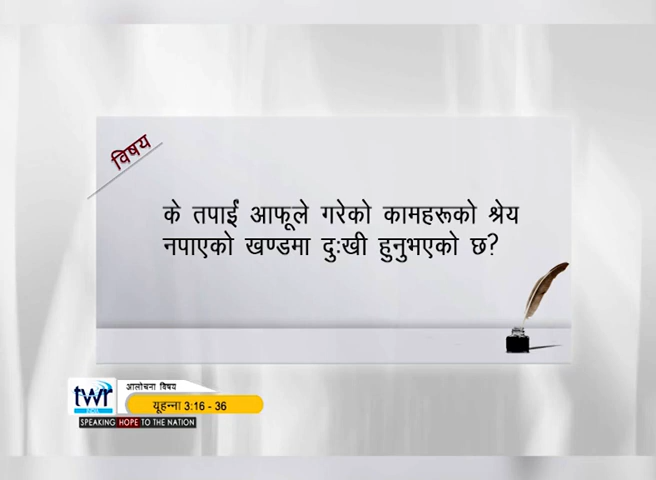 विषय
के तपाईं आफूले गरेको कामहरूको श्रेय
नपाएको खण्डमा दुःखी हुनुभएको छ?
twr
आलोचना विषय
यूहन्ना 3:16 - 36
SPEAKING HOPE TO THE NATION